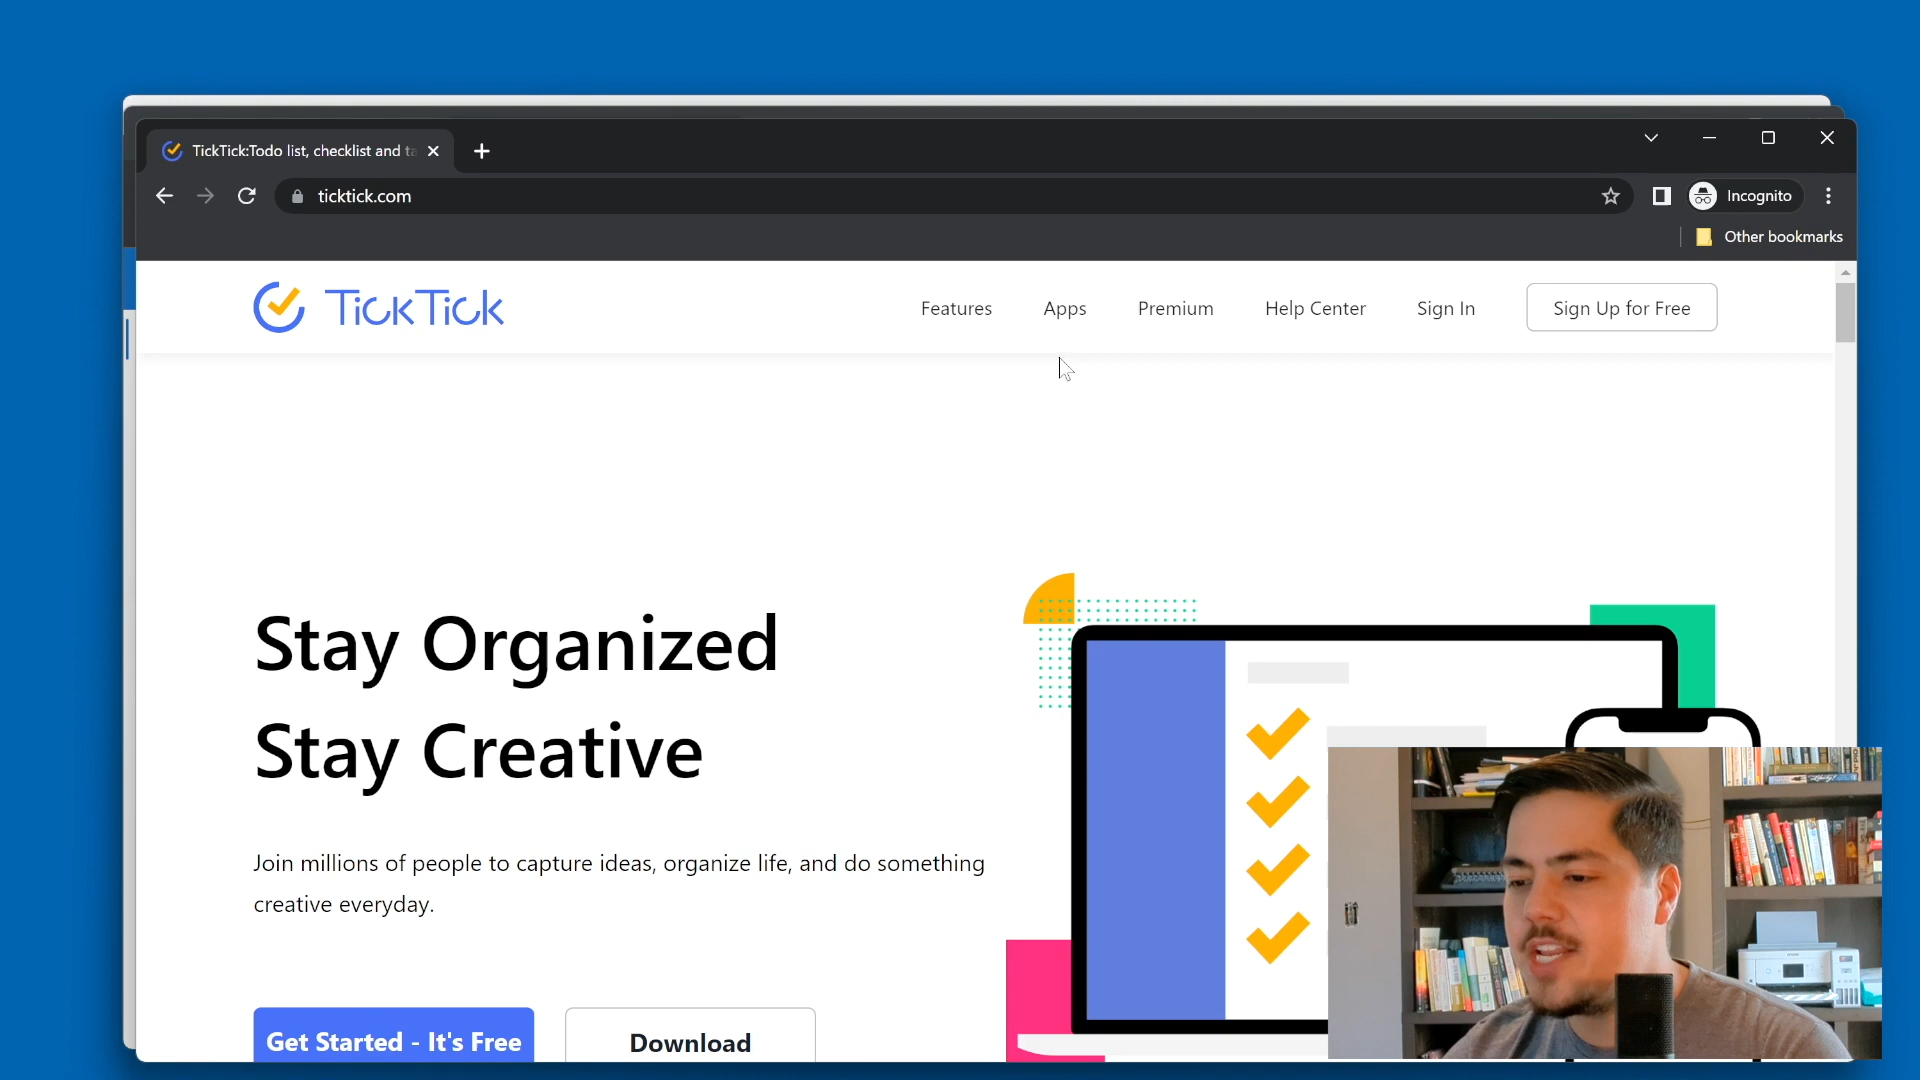 TickTick:Todo list, checklist and ta
ticktick.com
Incognito
Other bookmarks
TickTick
Features
Apps
Premium
Help Center
Sign In
Sign Up for Free
Stay Organized
Stay Creative
Join millions of people to capture ideas, organize life, and do something
creative everyday.
Get Started - It's Free
Download